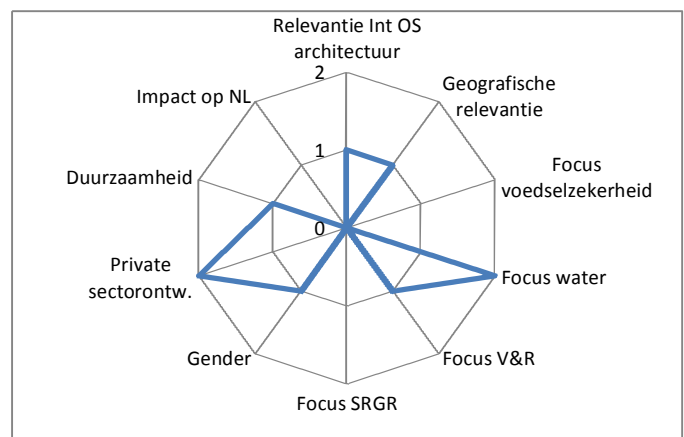 Relevantie Int OS
architectuur
Geografische
relevantie
Focus
voedselzekerheid
Focus water
Focus V&R
Focus SRGR
Gender
Private
sectorontw.
Duurzaamheid
Impact op NL
2
1
0